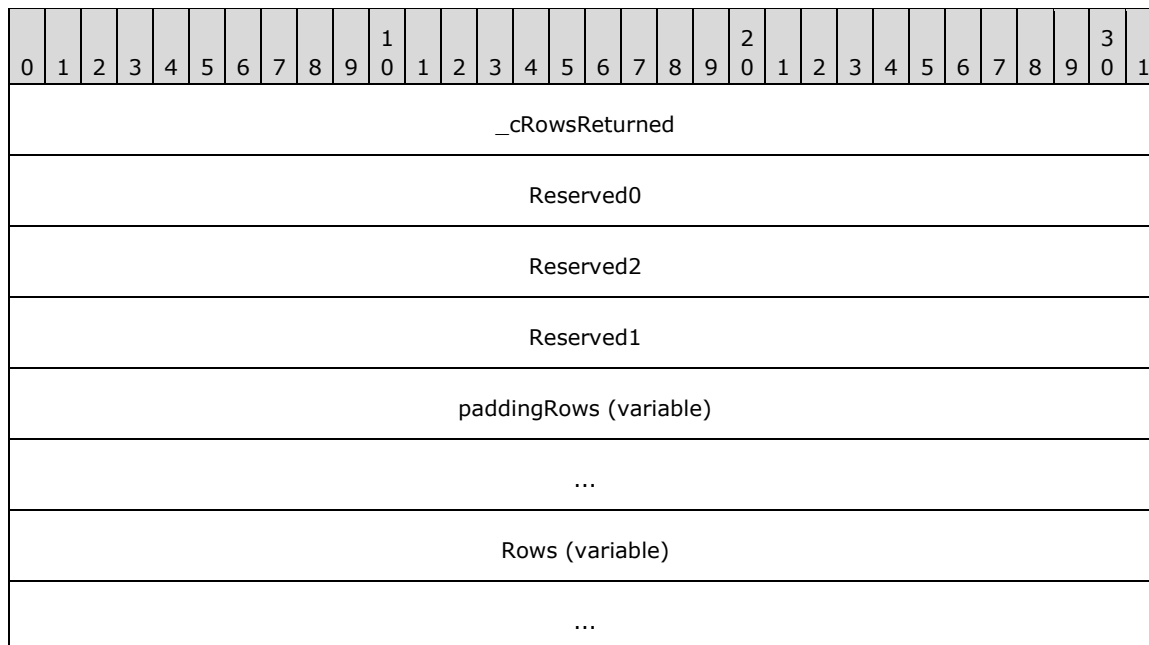 1 2 3
0 1 2 3 4 5 6 7 8 9 0 1 2 3 4 5 6 7 8 9 0 1 2 3 4 5 6 7 8 9 0 1
_cRowsReturned
Reserved0
Reserved2
Reserved1
paddingRows (variable)
...
Rows (variable)
...